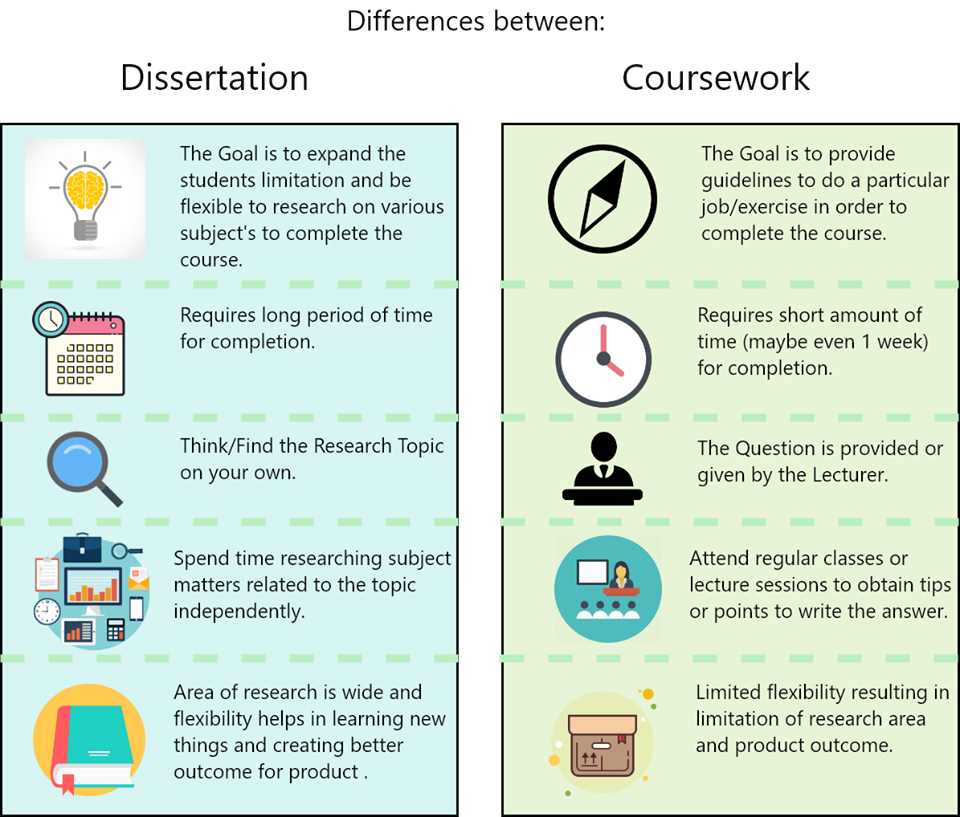 Differences between:
Dissertation
Coursework
The Goal is to expand the
students limitation and be
flexible to research on various
subject's to complete the
course.
The Goal is to provide
guidelines to do a particular
job/exercise in order to
complete the course.
Requires long period of time
for completion.
Requires short amount of
time (maybe even 1 week)
for completion.
Think/Find the Research Topic
on your own.
The Question is provided or
given by the Lecturer.
Spend time researching subject
matters related to the topic
independently.
Attend regular classes or
lecture sessions to obtain tips
or points to write the answer.
Area of research is wide and
flexibility helps in learning new
things and creating better
outcome for product .
Limited flexibility resulting in
limitation of research area
and product outcome.